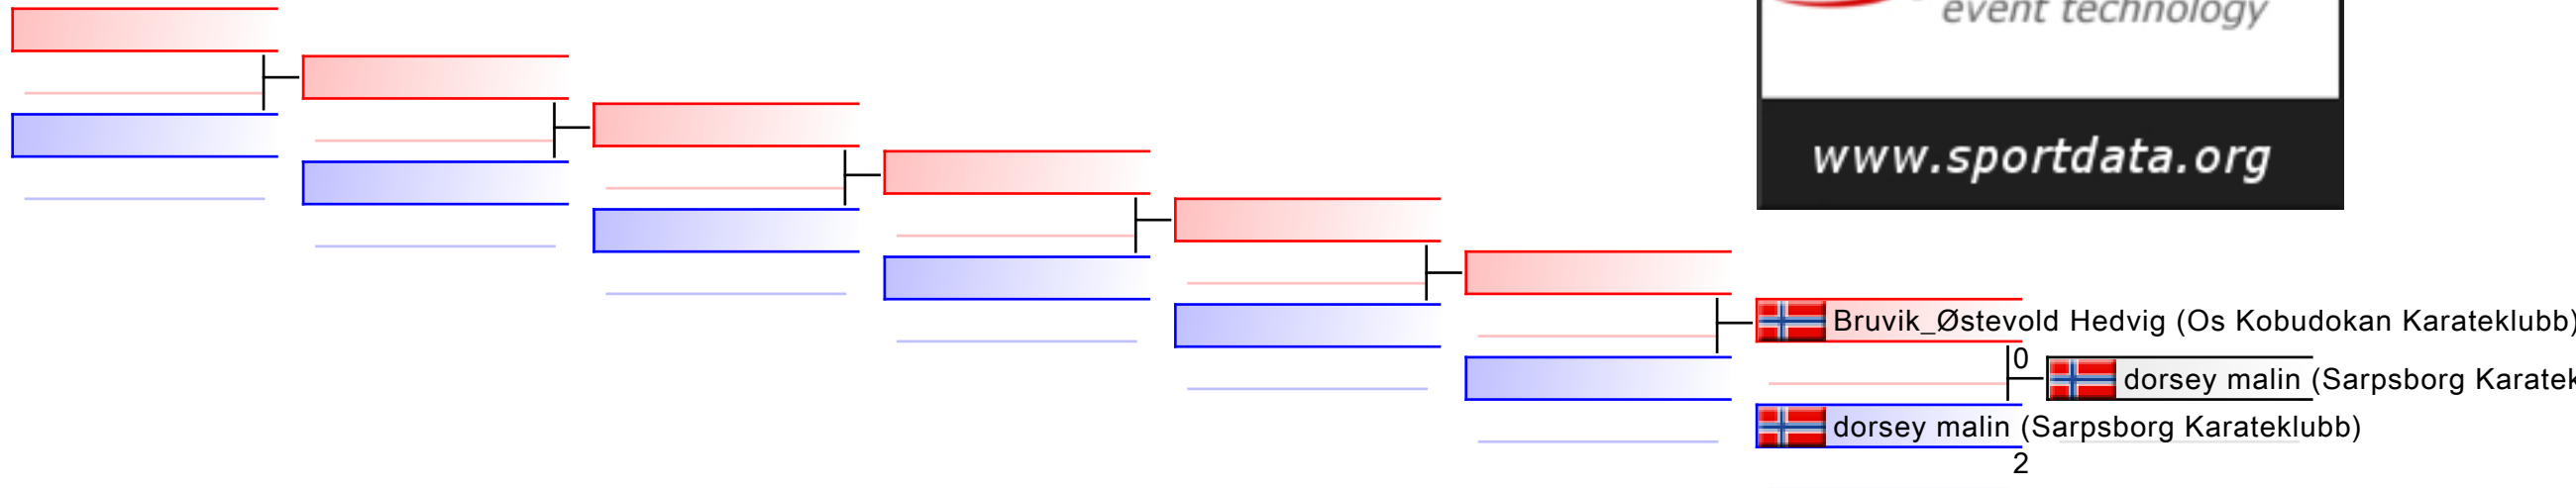 event technology
www.sportdata.org
Bruvik_Østevold Hedvig (Os Kobudokan Karateklubb)
0
dorsey malin (Sarpsborg Karatek
dorsey malin (Sarpsborg Karateklubb)
2